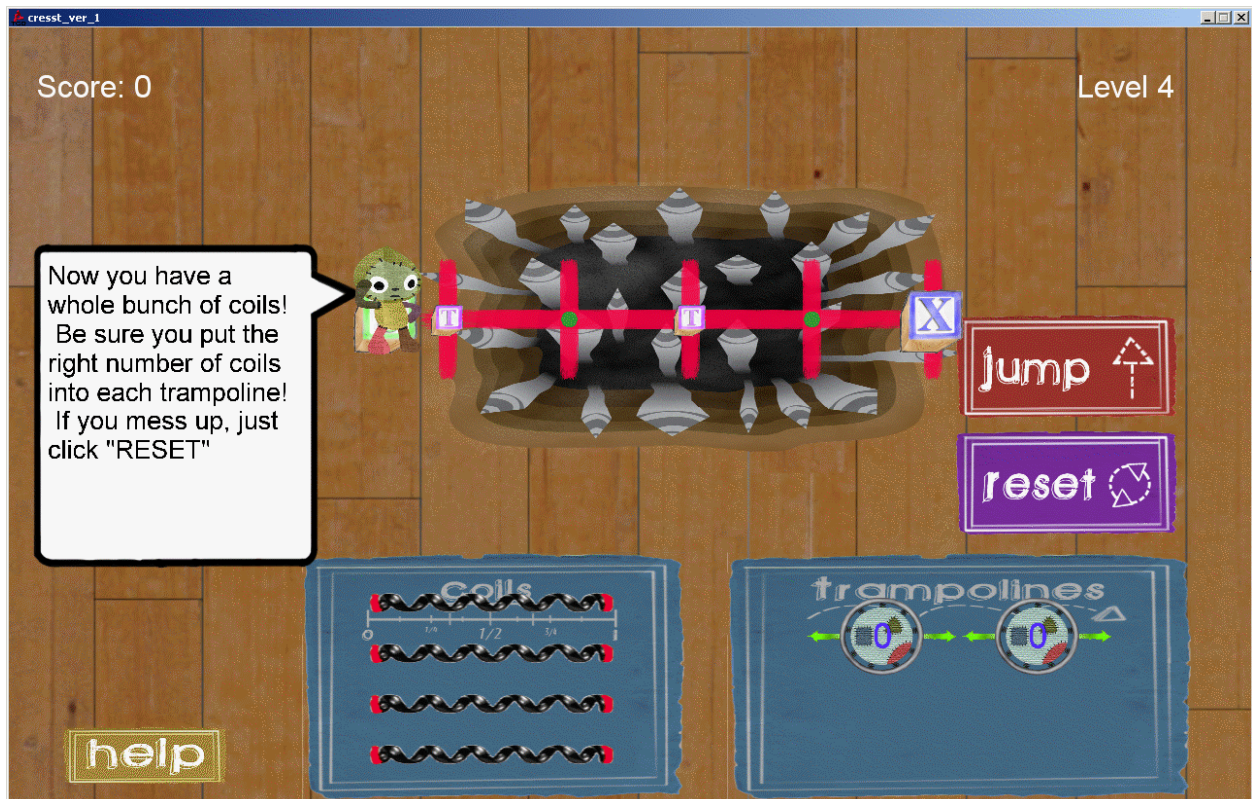 cresst_ver_1
Score: 0
Level 4
Now you have a
whole bunch of coils!
Be sure you put the
right number of coils
into each trampoline!
If you mess up, just
click "RESET"
T
T
X
jump
reset
coils
0 1/4 1/2 3/4 1
trampolines
0 0
help